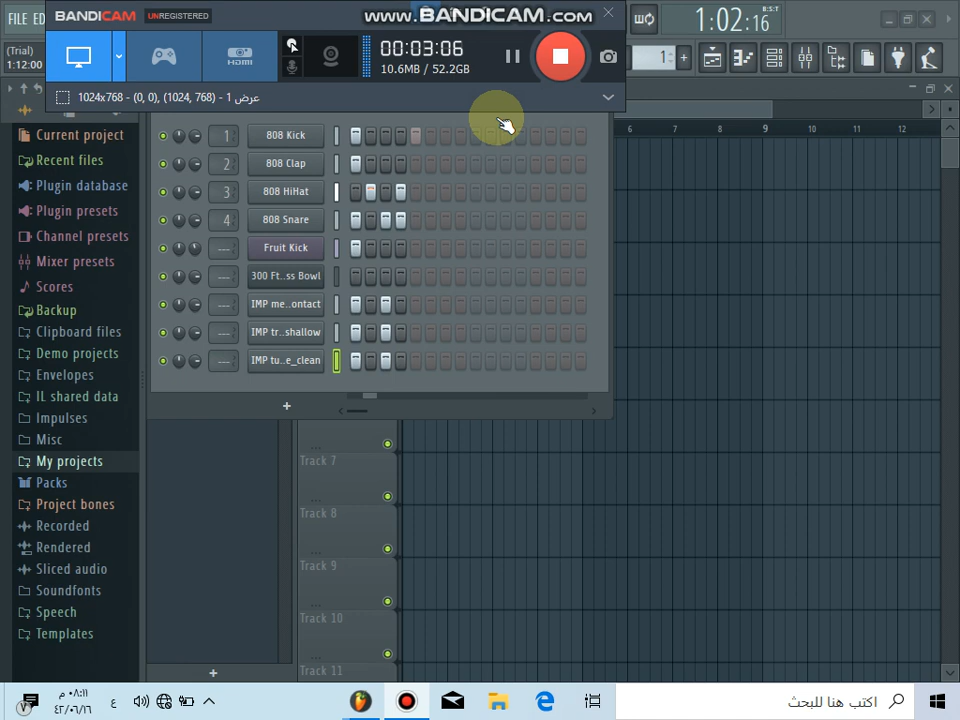 BANDICAM UNREGISTERED
www.BANDICAM.com
FILE ED
1:02:16
B:S:T
(Trial)
1:12:00
HDMI
00:03:06
10.6MB / 52.2GB
1
1024x768 - (0, 0), (1024, 768) - عرض 1
Current project
Recent files
Plugin database
Plugin presets
Channel presets
Mixer presets
Scores
Backup
Clipboard files
Demo projects
Envelopes
IL shared data
Impulses
Misc
My projects
Packs
Project bones
Recorded
Rendered
Sliced audio
Soundfonts
Speech
Templates
1 808 Kick
2 808 Clap
3 808 HiHat
4 808 Snare
--- Fruit Kick
--- 300 Ft..ss Bowl
--- IMP me..ontact
--- IMP tr..shallow
--- IMP tu..e_clean
6 7 8 9 10 11 12
Track 7
Track 8
Track 9
Track 10
Track 11
٠٨:١١ م
٤٢/٠٦/١٦
ع
اكتب هنا للبحث